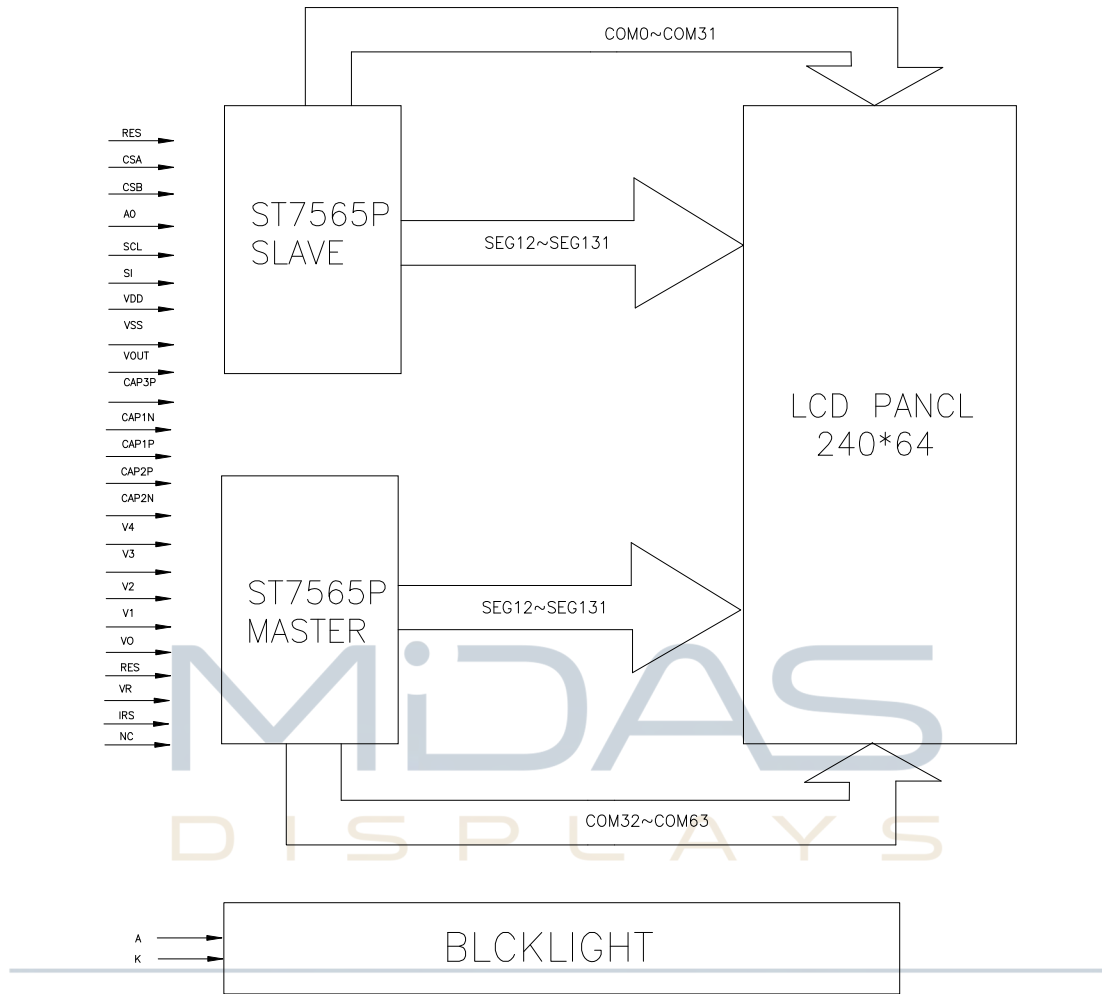 COM0~COM31
RES
CSA
CSB
A0
SCL
SI
VDD
VSS
VOUT
CAP3P
CAP1N
CAP1P
CAP2P
CAP2N
V4
V3
V2
V1
V0
RES
VR
IRS
NC
ST7565P
SLAVE
SEG12~SEG131
LCD PANCL
240*64
ST7565P
MASTER
SEG12~SEG131
MiDAS
DISPLAYS
COM32~COM63
A
K
BLCKLIGHT